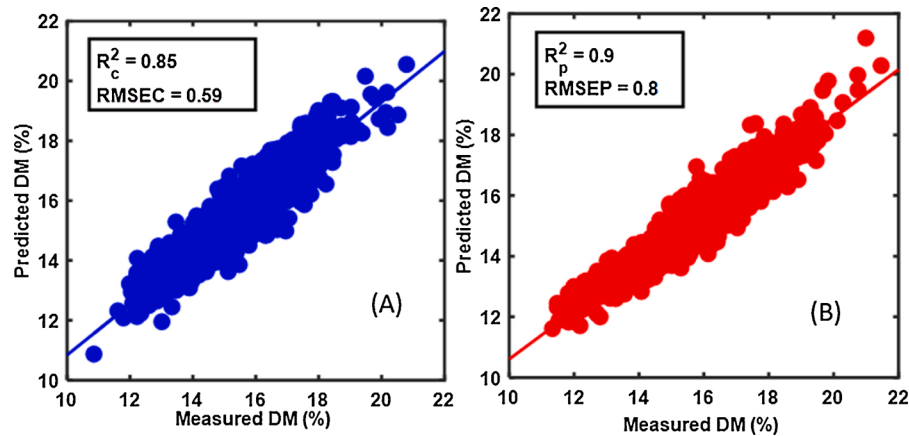 22
20
18
16
14
12
10
Predicted DM (%)
R²c = 0.85
RMSEC = 0.59
(A)
10 12 14 16 18 20 22
Measured DM (%)
22
20
18
16
14
12
10
Predicted DM (%)
R²p = 0.9
RMSEP = 0.8
(B)
10 12 14 16 18 20 22
Measured DM (%)